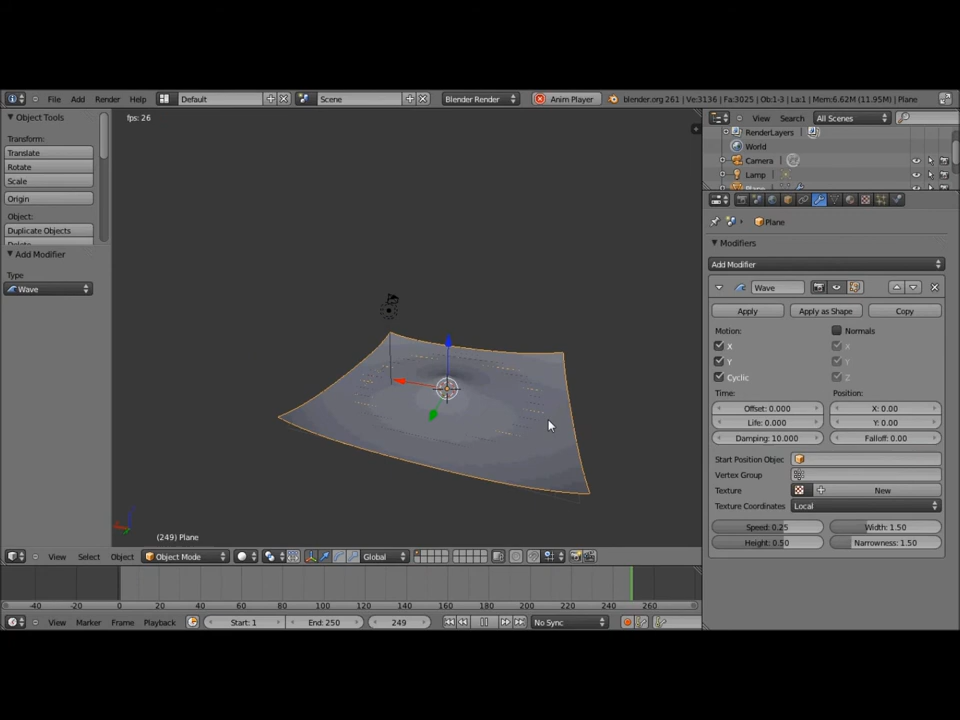 File Add Render Help Default Scene Blender Render Anim Player blender.org 261 | Ve:3136 | Fa:3025 | Ob:1-3 | La:1 | Mem:6.62M (11.95M) | Plane
Object Tools
Transform:
Translate
Rotate
Scale
Origin
Object:
Duplicate Objects
Add Modifier
Type
Wave
fps: 26
(249) Plane
View Select Object Object Mode Global
-40 -20 0 20 40 60 80 100 120 140 160 180 200 220 240 260
View Marker Frame Playback Start: 1 End: 250 249 No Sync
View Search All Scenes
RenderLayers
World
Camera
Lamp
Plane
Modifiers
Add Modifier
Wave
Apply Apply as Shape Copy
Motion: Normals
X X
Y Y
Cyclic Z
Time: Position:
Offset: 0.000 X: 0.00
Life: 0.000 Y: 0.00
Damping: 10.000 Falloff: 0.00
Start Position Objec
Vertex Group
Texture New
Texture Coordinates Local
Speed: 0.25 Width: 1.50
Height: 0.50 Narrowness: 1.50